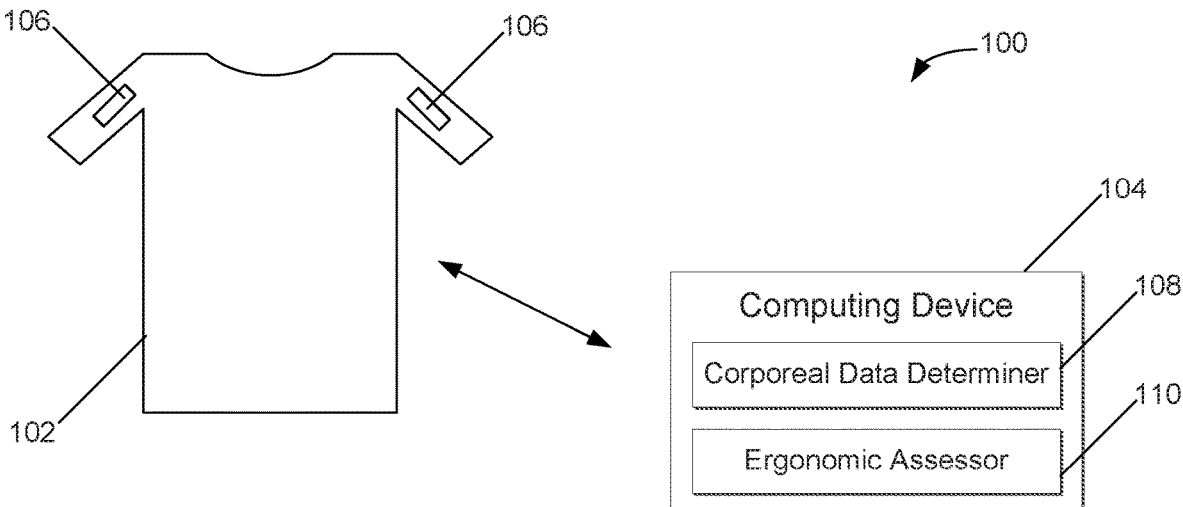 106
106
100
104
Computing Device
108
Corporeal Data Determiner
110
Ergonomic Assessor
102